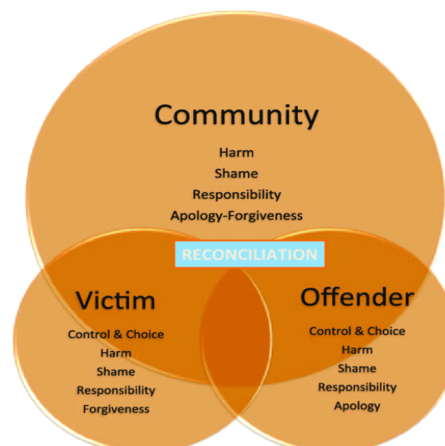 Community
Harm
Shame
Responsibility
Apology-Forgiveness
RECONCILIATION
Victim
Control & Choice
Harm
Shame
Responsibility
Forgiveness
Offender
Control & Choice
Harm
Shame
Responsibility
Apology